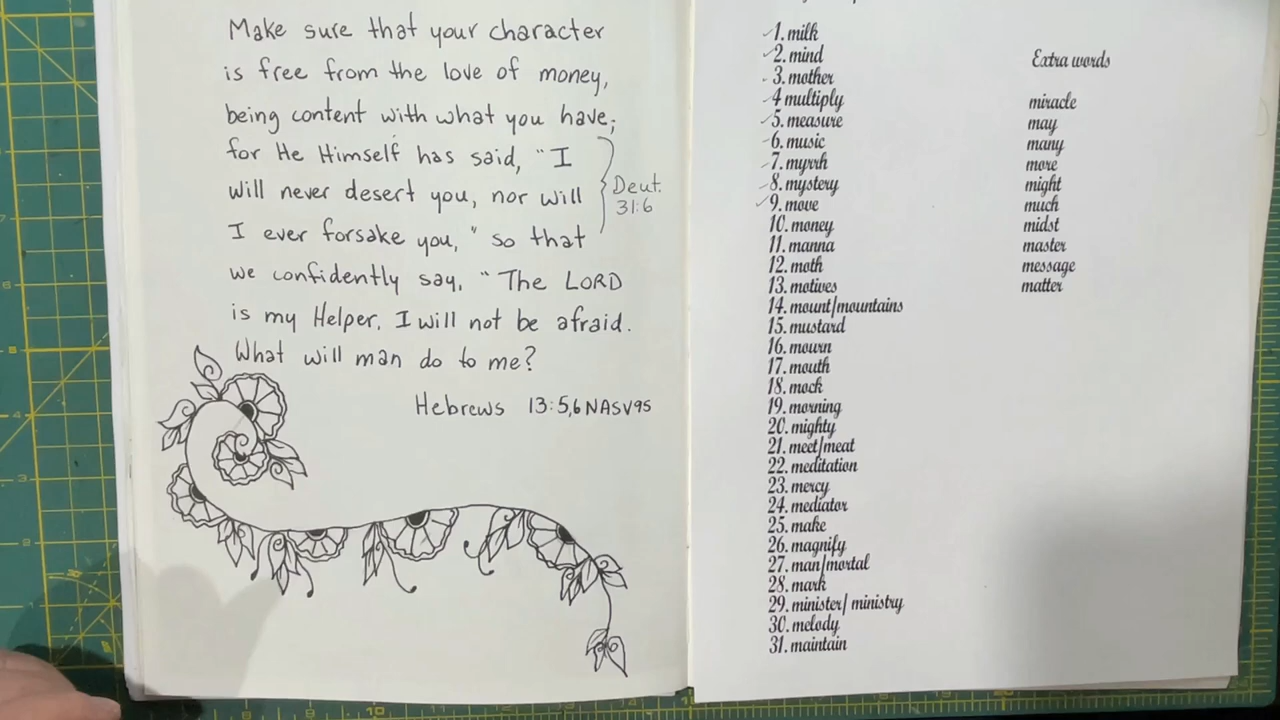 Make sure that your character
is free from the love of money,
being content with what you have;
for He Himself has said, "I
will never desert you, nor will
I ever forsake you," so that
we confidently say, "The LORD
is my Helper, I will not be afraid.
What will man do to me?
Hebrews 13:5,6 NASV95
Deut.
31:6
1. milk
2. mind
3. mother
4 multiply
5. measure
6. music
7. myrrh
8. mystery
9. move
10. money
11. manna
12. moth
13. motives
14. mount/mountains
15. mustard
16. mourn
17. mouth
18. mock
19. morning
20. mighty
21. meet/meat
22. meditation
23. mercy
24. mediator
25. make
26. magnify
27. man/mortal
28. mark
29. minister/ ministry
30. melody
31. maintain
Extra words
miracle
may
many
more
might
much
midst
master
message
matter